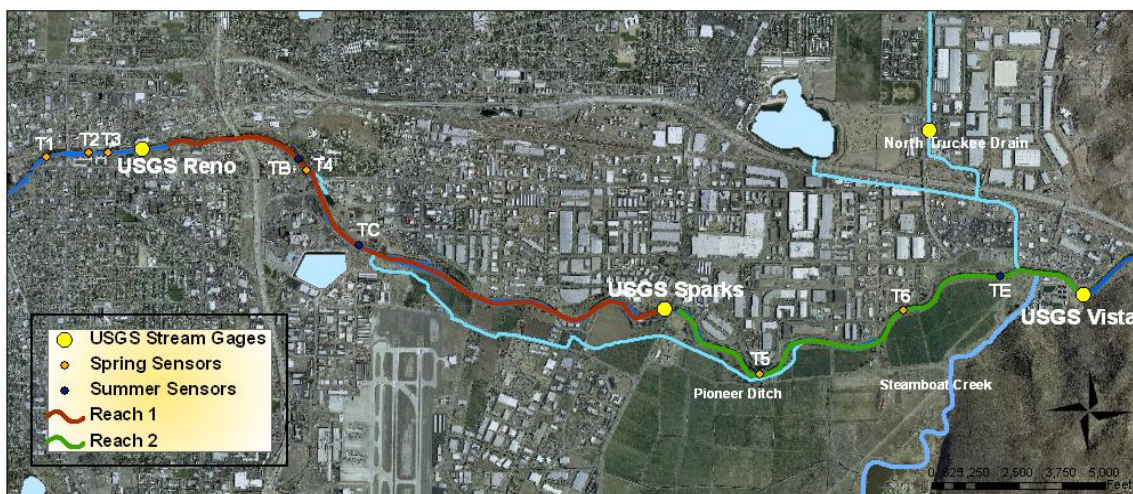 T1
T2
T3
USGS Reno
TB
T4
TC
North Truckee Drain
USGS Sparks
T6
TE
USGS Vista
T5
Pioneer Ditch
Steamboat Creek
USGS Stream Gages
Spring Sensors
Summer Sensors
Reach 1
Reach 2
0 625 1,250 2,500 3,750 5,000
Feet